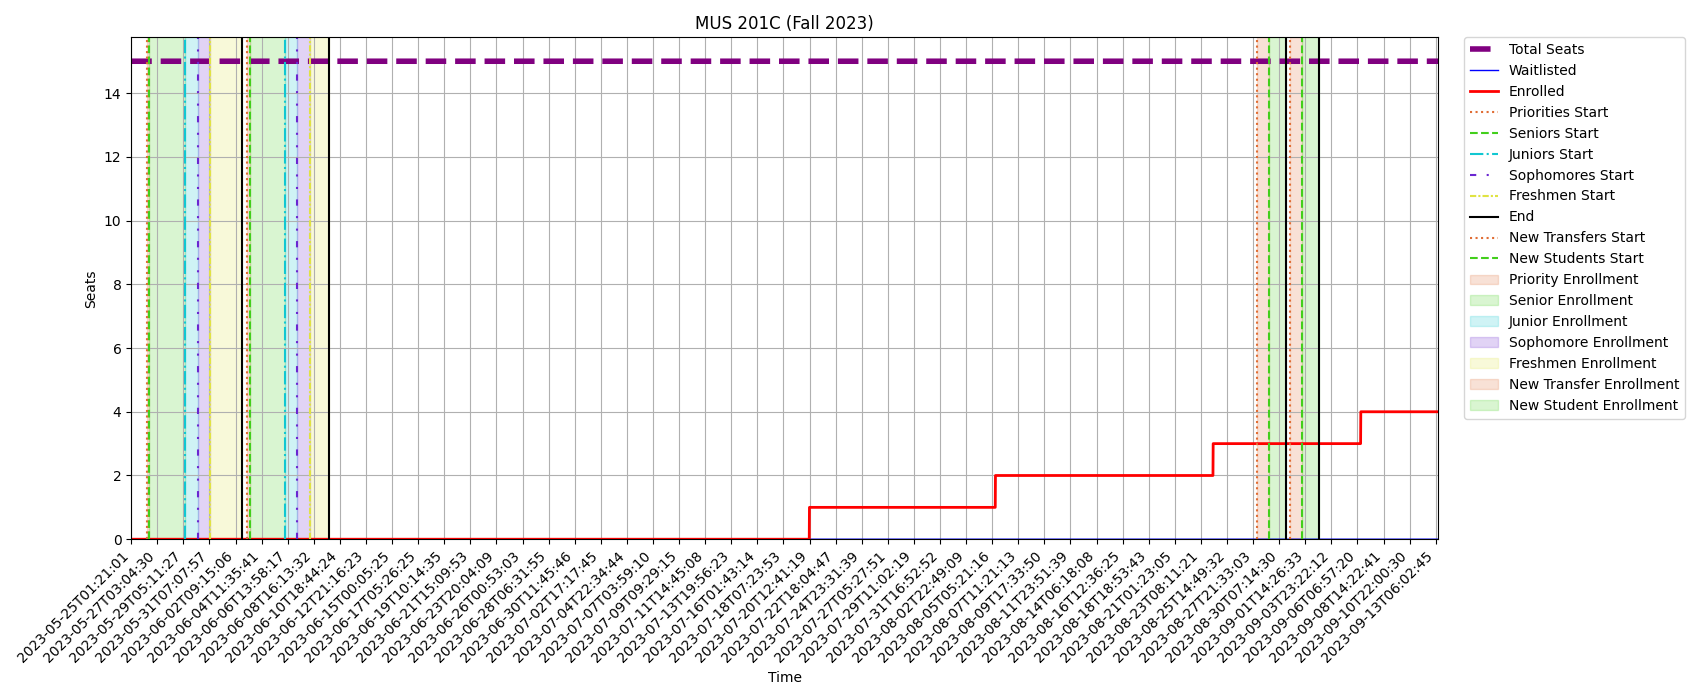 MUS 201C (Fall 2023)
Seats
14
12
10
8
6
4
2
0
2023-05-25T01:21:01
2023-05-27T03:04:30
2023-05-29T05:11:27
2023-05-31T07:07:57
2023-06-02T09:15:06
2023-06-04T11:35:41
2023-06-06T13:58:17
2023-06-08T16:13:32
2023-06-10T18:44:24
2023-06-12T21:16:23
2023-06-15T00:05:25
2023-06-17T05:26:25
2023-06-19T10:14:35
2023-06-21T15:09:53
2023-06-23T20:04:09
2023-06-26T00:53:03
2023-06-28T06:31:55
2023-06-30T11:45:46
2023-07-02T17:17:45
2023-07-04T22:34:44
2023-07-07T03:59:10
2023-07-09T09:29:15
2023-07-11T14:45:08
2023-07-13T19:56:23
2023-07-16T01:43:14
2023-07-18T07:23:53
2023-07-20T12:41:19
2023-07-22T18:04:47
2023-07-24T23:31:39
2023-07-27T05:27:51
2023-07-29T11:02:19
2023-07-31T16:52:52
2023-08-02T22:49:09
2023-08-05T05:21:16
2023-08-07T11:21:13
2023-08-09T17:33:50
2023-08-11T23:51:39
2023-08-14T06:18:08
2023-08-16T12:36:25
2023-08-18T18:53:43
2023-08-21T01:23:05
2023-08-23T08:11:21
2023-08-25T14:49:32
2023-08-27T21:33:03
2023-08-30T07:14:30
2023-09-01T14:26:33
2023-09-03T23:22:12
2023-09-06T06:57:20
2023-09-08T14:22:41
2023-09-10T22:00:30
2023-09-13T06:02:45
Time
Total Seats
Waitlisted
Enrolled
Priorities Start
Seniors Start
Juniors Start
Sophomores Start
Freshmen Start
End
New Transfers Start
New Students Start
Priority Enrollment
Senior Enrollment
Junior Enrollment
Sophomore Enrollment
Freshmen Enrollment
New Transfer Enrollment
New Student Enrollment